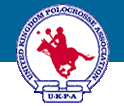 UNITED KINGDOM POLOCROSSE ASSOCIATION
U·K·P·A